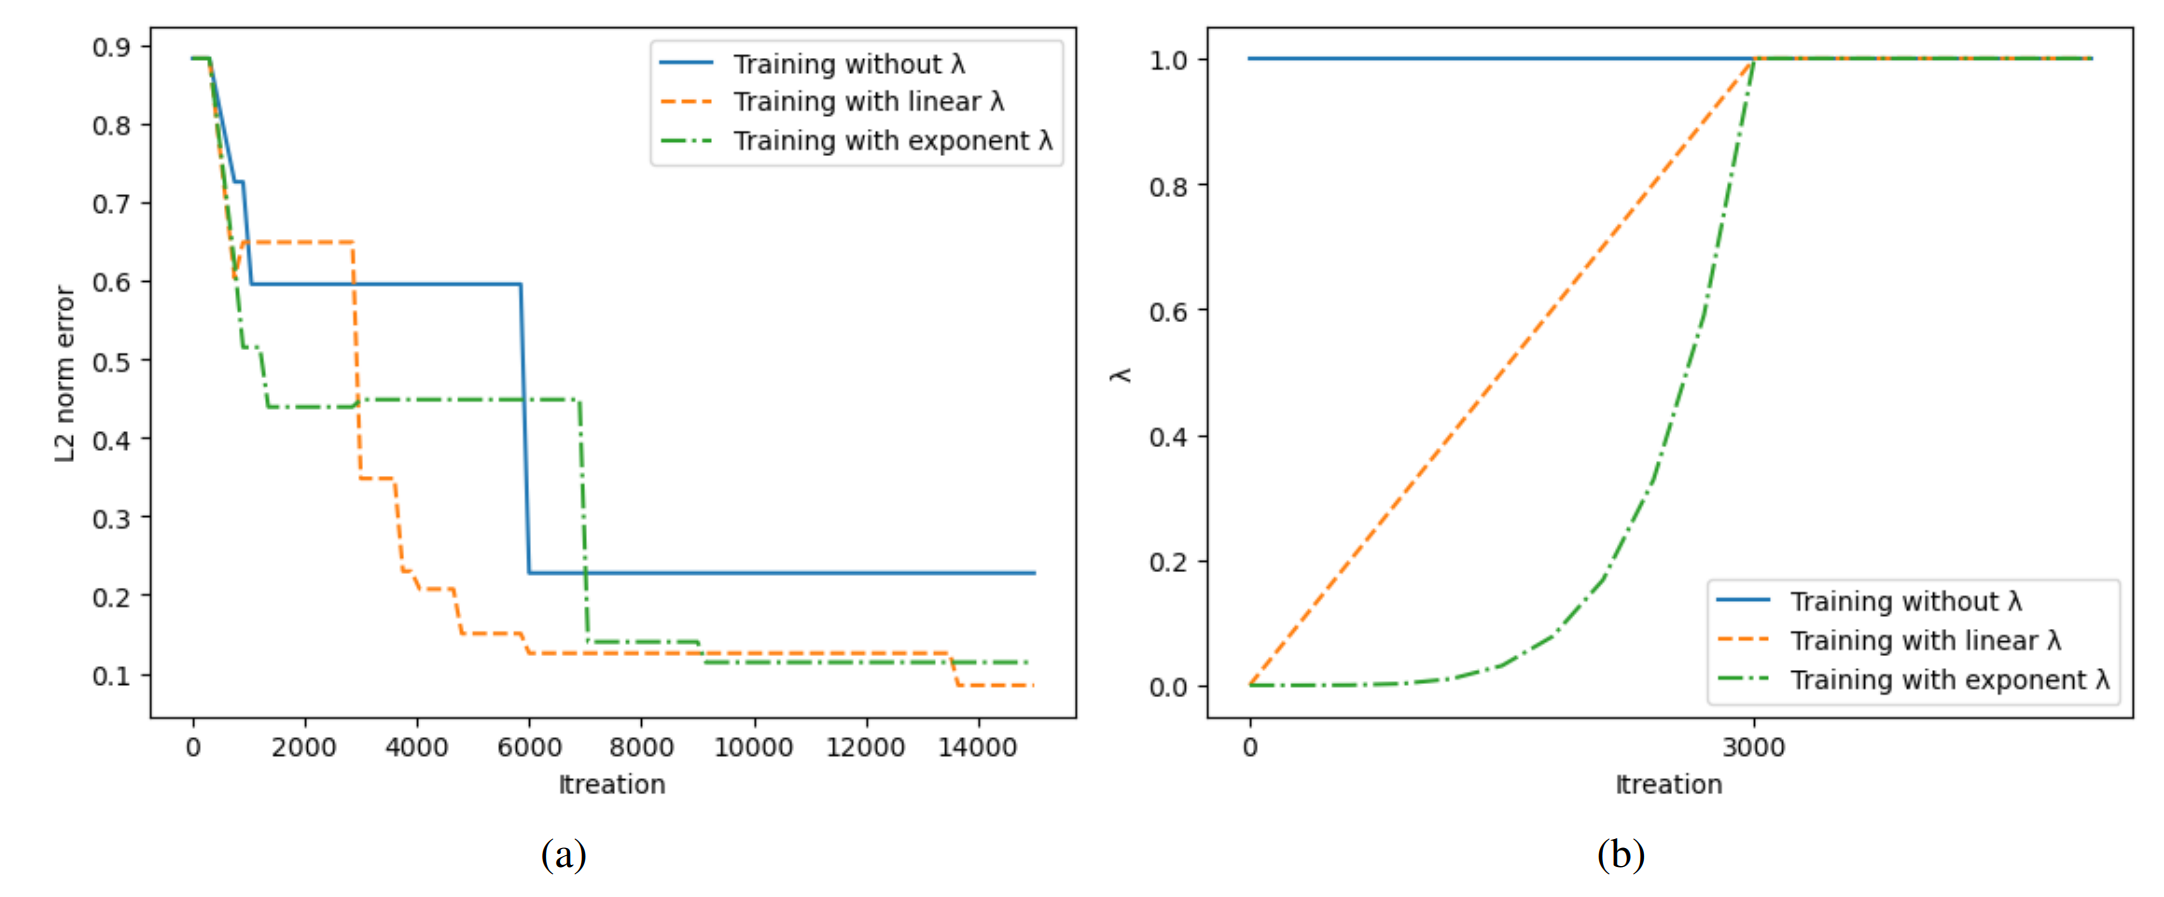 0.9
0.8
0.7
0.6
0.5
0.4
0.3
0.2
0.1
L2 norm error
Training without λ
Training with linear λ
Training with exponent λ
0 2000 4000 6000 8000 10000 12000 14000
Itreation
(a)
1.0
0.8
0.6
0.4
0.2
0.0
λ
Training without λ
Training with linear λ
Training with exponent λ
0 3000
Itreation
(b)